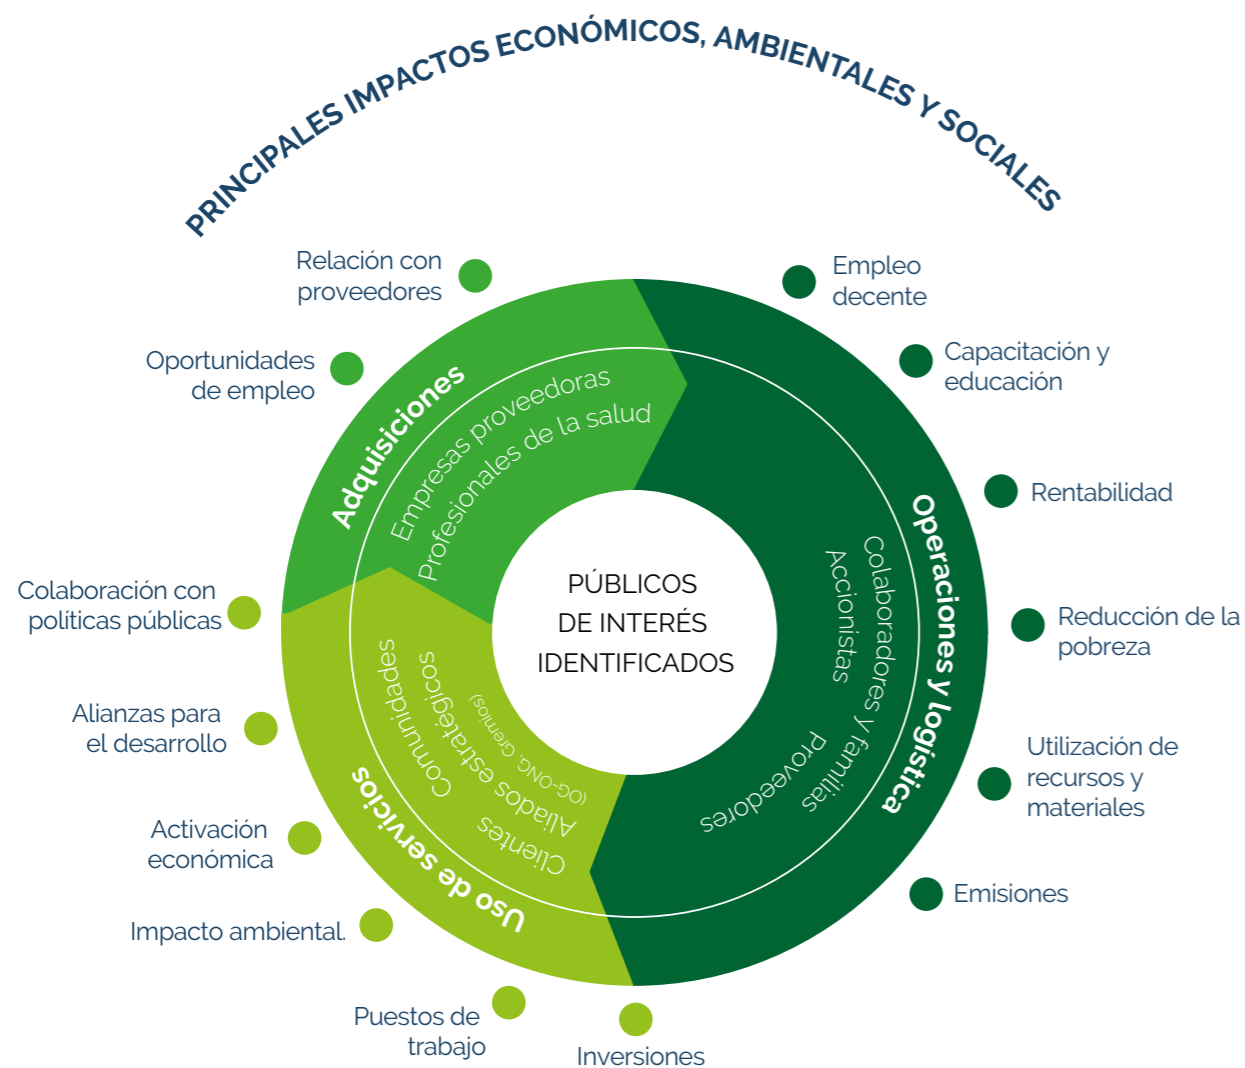 PRINCIPALES IMPACTOS ECONÓMICOS, AMBIENTALES Y SOCIALES
Relación con
proveedores
Oportunidades
de empleo
Adquisiciones
Empresas proveedoras
Profesionales de la salud
Empleo
decente
Capacitación y
educación
Rentabilidad
Reducción de la
pobreza
Utilización de
recursos y
materiales
Emisiones
Operaciones y logística
Colaboradores y familias
Accionistas
Proveedores
PÚBLICOS
DE INTERÉS
IDENTIFICADOS
Colaboración con
políticas públicas
Alianzas para
el desarrollo
Activación
económica
Impacto ambiental.
Puestos de
trabajo
Inversiones
Uso de servicios
Comunidades
Clientes
Aliados estratégicos
(OG-ONG, Gremios)